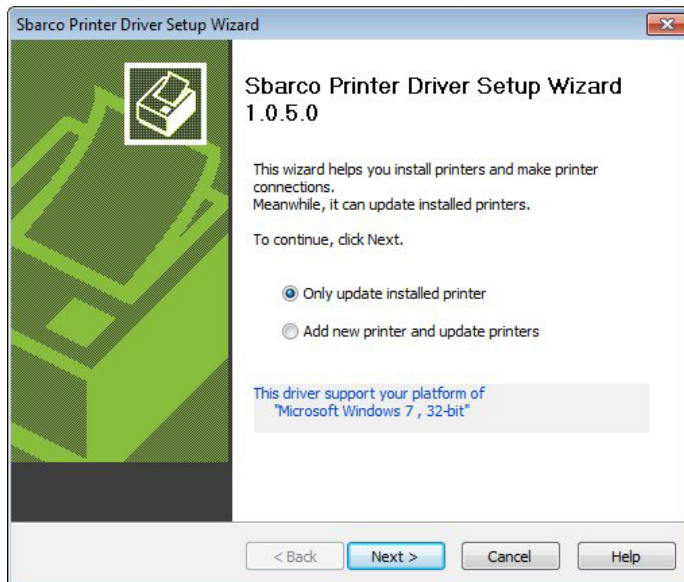 Sbarco Printer Driver Setup Wizard
Sbarco Printer Driver Setup Wizard
1.0.5.0
This wizard helps you install printers and make printer
connections.
Meanwhile, it can update installed printers.
To continue, click Next.
Only update installed printer
Add new printer and update printers
This driver support your platform of
"Microsoft Windows 7 , 32-bit"
< Back Next > Cancel Help